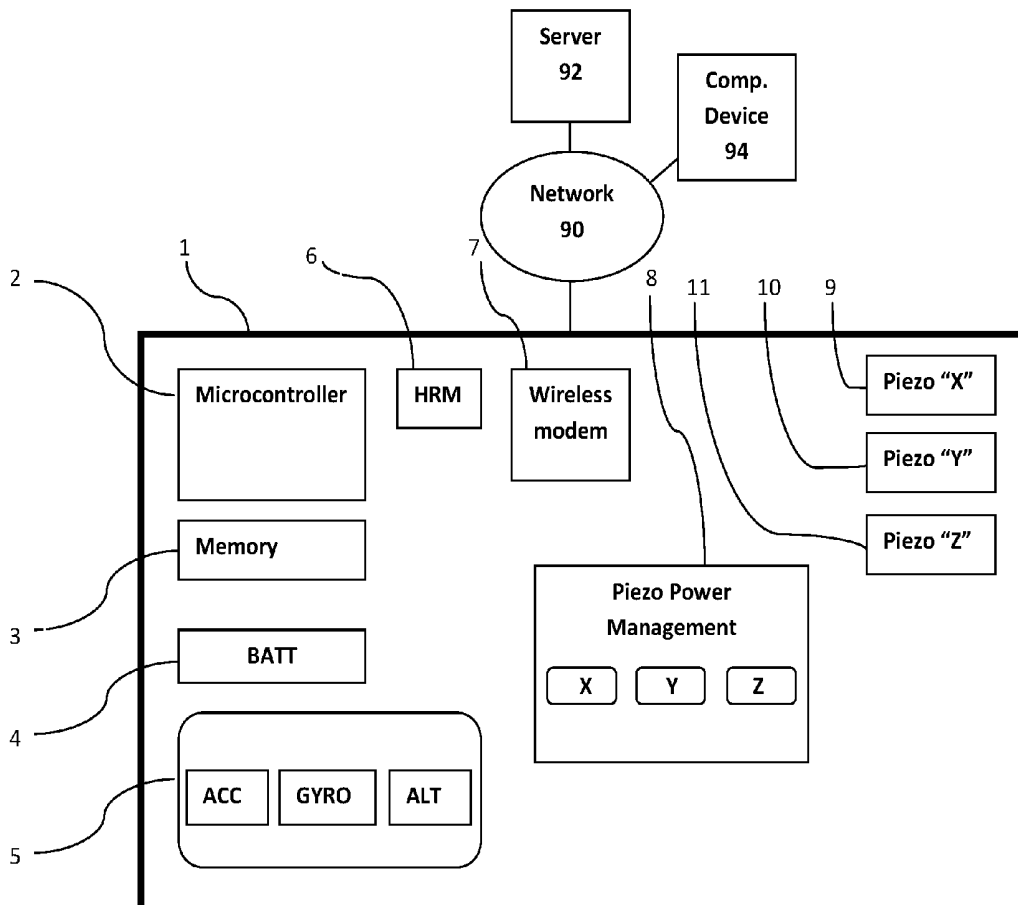 Server
92
Comp.
Device
94
Network
90
1
2
6
7
8
11
10
9
Microcontroller
HRM
Wireless
modem
Piezo “X”
Piezo “Y”
Piezo “Z”
Memory
3
Piezo Power
Management
X
Y
Z
BATT
4
ACC
GYRO
ALT
5